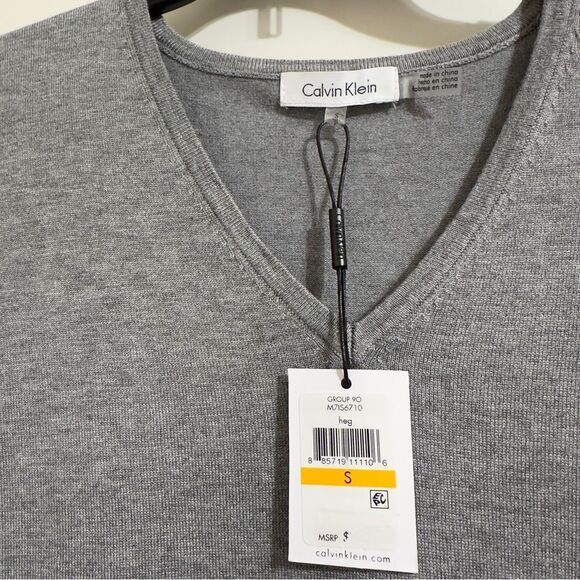 Calvin Klein
made in china
hecho en china
fabriqué en chine
S
GROUP 90
M7IS6710
heg
8 85719 11110 6
S
MSRP $
calvinklein.com